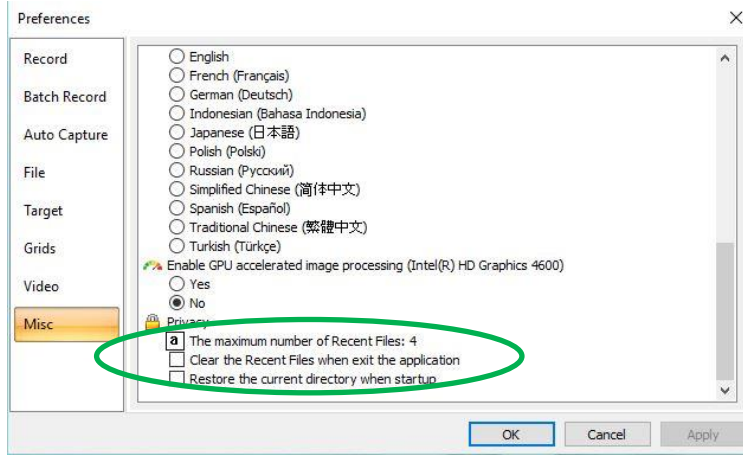 Preferences
Record
Batch Record
Auto Capture
File
Target
Grids
Video
Misc
English
French (Français)
German (Deutsch)
Indonesian (Bahasa Indonesia)
Japanese (日本語)
Polish (Polski)
Russian (Русский)
Simplified Chinese (简体中文)
Spanish (Español)
Traditional Chinese (繁體中文)
Turkish (Türkçe)
Enable GPU accelerated image processing (Intel(R) HD Graphics 4600)
Yes
No
Privacy
a The maximum number of Recent Files: 4
Clear the Recent Files when exit the application
Restore the current directory when startup
OK Cancel Apply